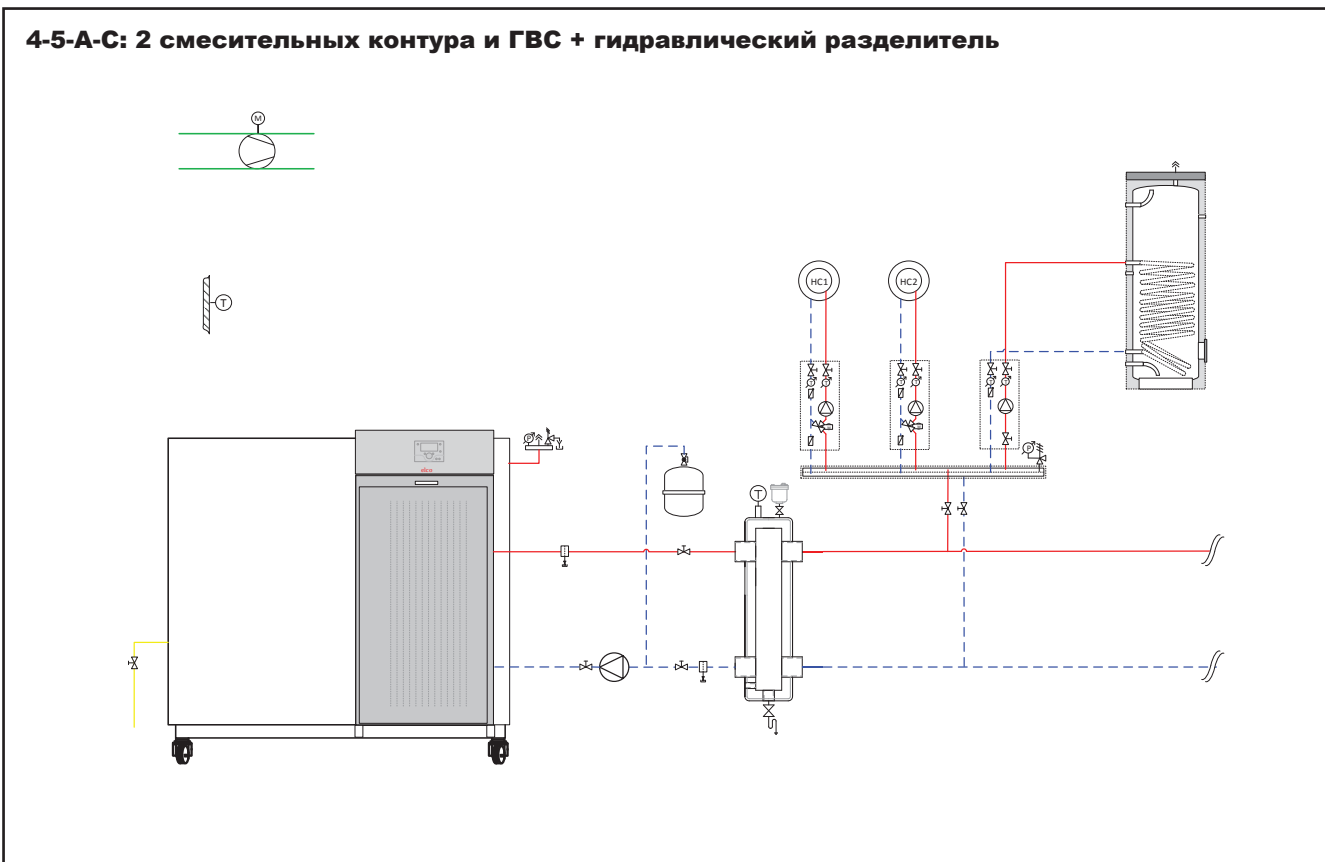 4-5-А-С: 2 смесительных контура и ГВС + гидравлический разделитель
M
T
HC1
HC2
T
T
T
T
T
T
P
elco
P
T